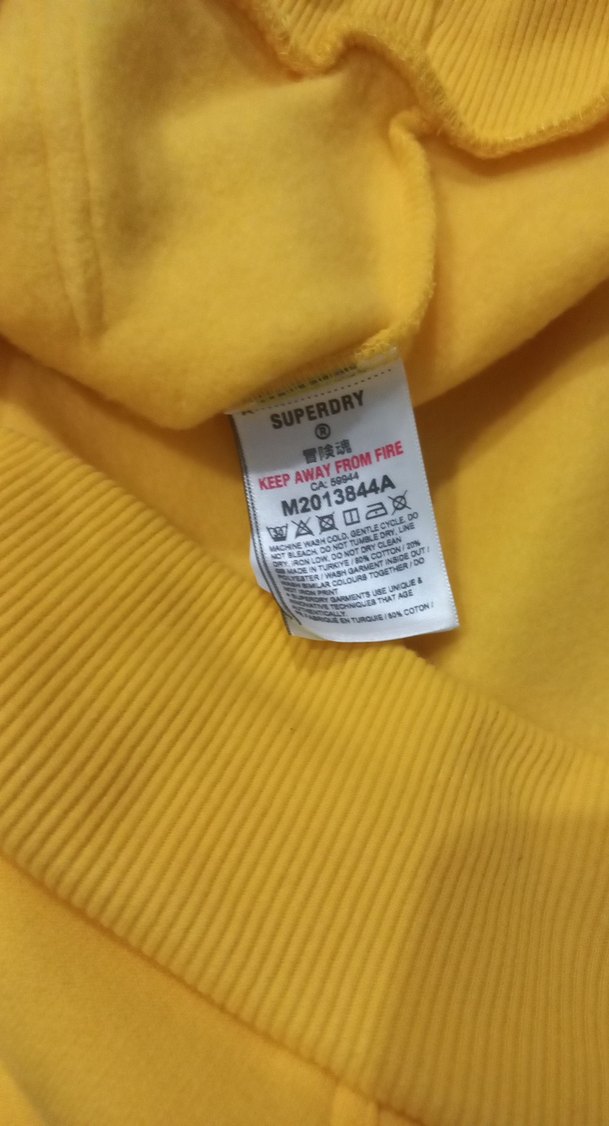 SUPERDRY
®
冒険魂
KEEP AWAY FROM FIRE
CA: 59944
M2013844A
MACHINE WASH COLD, GENTLE CYCLE, DO
NOT BLEACH, DO NOT TUMBLE DRY, LINE
DRY, IRON LOW, DO NOT DRY CLEAN
MADE IN TURKIYE / 80% COTTON / 20%
POLYESTER / WASH GARMENT INSIDE OUT /
SIMILAR COLOURS TOGETHER / DO
IRON PRINT
SUPERDRY GARMENTS USE UNIQUE &
INNOVATIVE TECHNIQUES THAT AGE
FABRIQUE EN TURQUIE / 80% COTON /